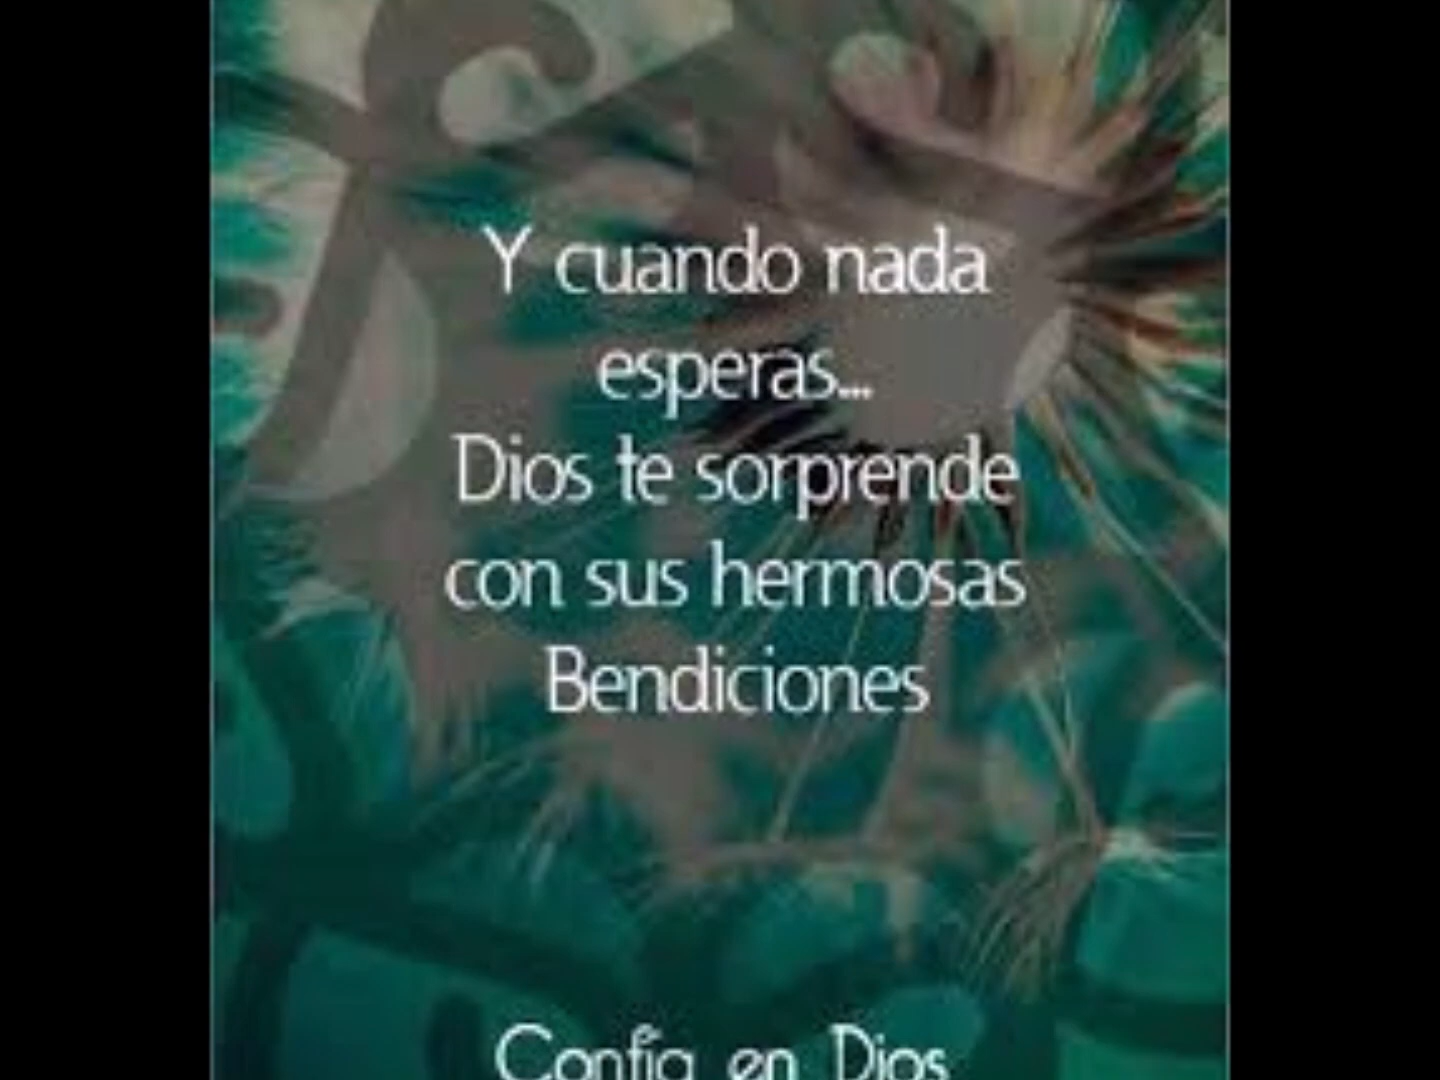 Y cuando nada
esperas...
Dios te sorprende
con sus hermosas
Bendiciones
Confía en Dios